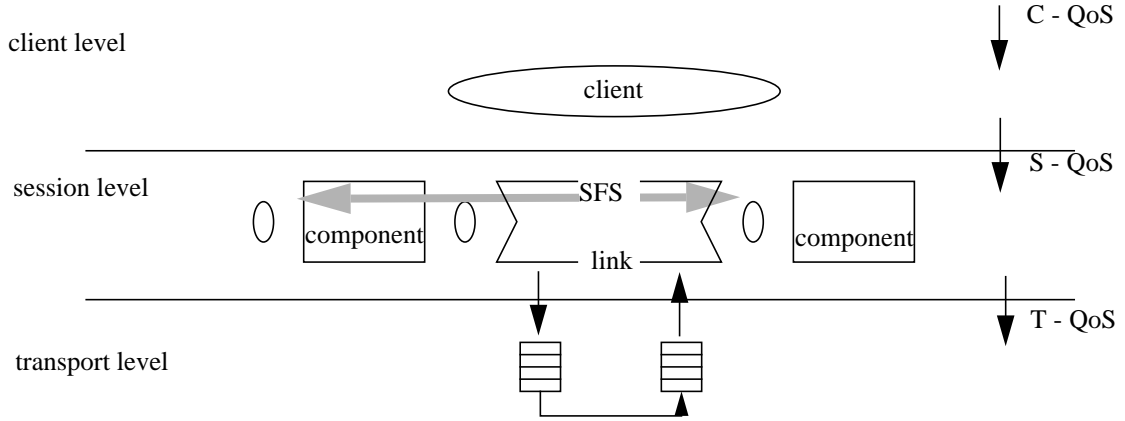 C - QoS
client level
client
S - QoS
session level
SFS
component
component
link
T - QoS
transport level